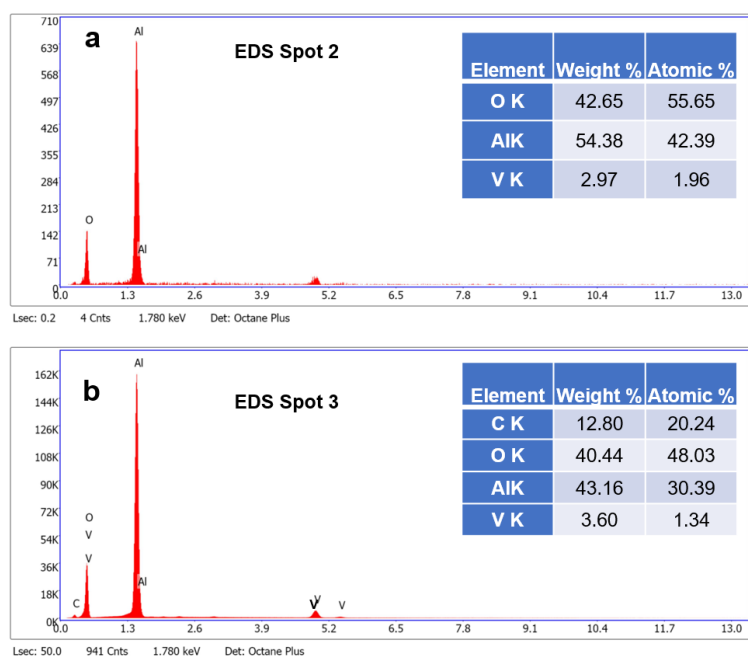 a
EDS Spot 2
710
639
568
497
426
355
284
213
142
71
0
Al
O
Al
0.0 1.3 2.6 3.9 5.2 6.5 7.8 9.1 10.4 11.7 13.0
Lsec: 0.2 4 Cnts 1.780 keV Det: Octane Plus
Element Weight % Atomic %
O K 42.65 55.65
AlK 54.38 42.39
V K 2.97 1.96
b
EDS Spot 3
162K
144K
126K
108K
90K
72K
54K
36K
18K
0K
Al
O
V
V
Al
C
V
V
V
0.0 1.3 2.6 3.9 5.2 6.5 7.8 9.1 10.4 11.7 13.0
Lsec: 50.0 941 Cnts 1.780 keV Det: Octane Plus
Element Weight % Atomic %
C K 12.80 20.24
O K 40.44 48.03
AlK 43.16 30.39
V K 3.60 1.34